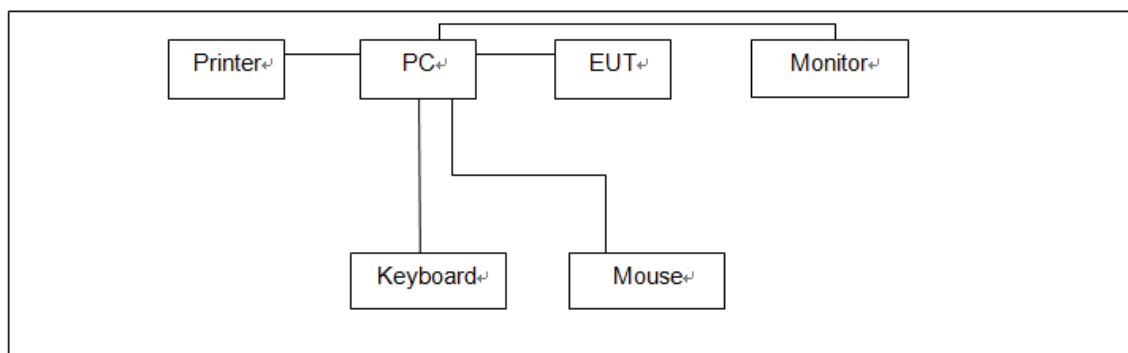 Printer
PC
EUT
Monitor
Keyboard
Mouse